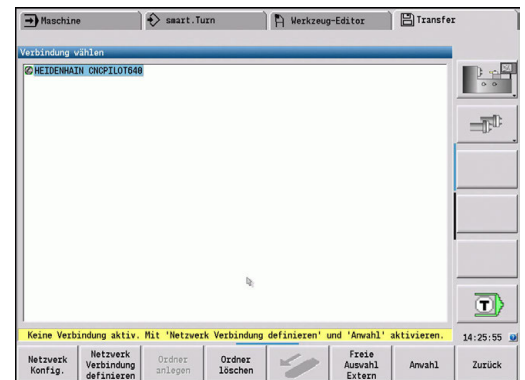 Maschine
smart.Turn
Werkzeug-Editor
Transfer
Verbindung wählen
HEIDENHAIN CNCPILOT640
T
Keine Verbindung aktiv. Mit 'Netzwerk Verbindung definieren' und 'Anwahl' aktivieren.
14:25:55
Netzwerk Konfig.
Netzwerk Verbindung definieren
Ordner anlegen
Ordner löschen
Freie Auswahl Extern
Anwahl
Zurück